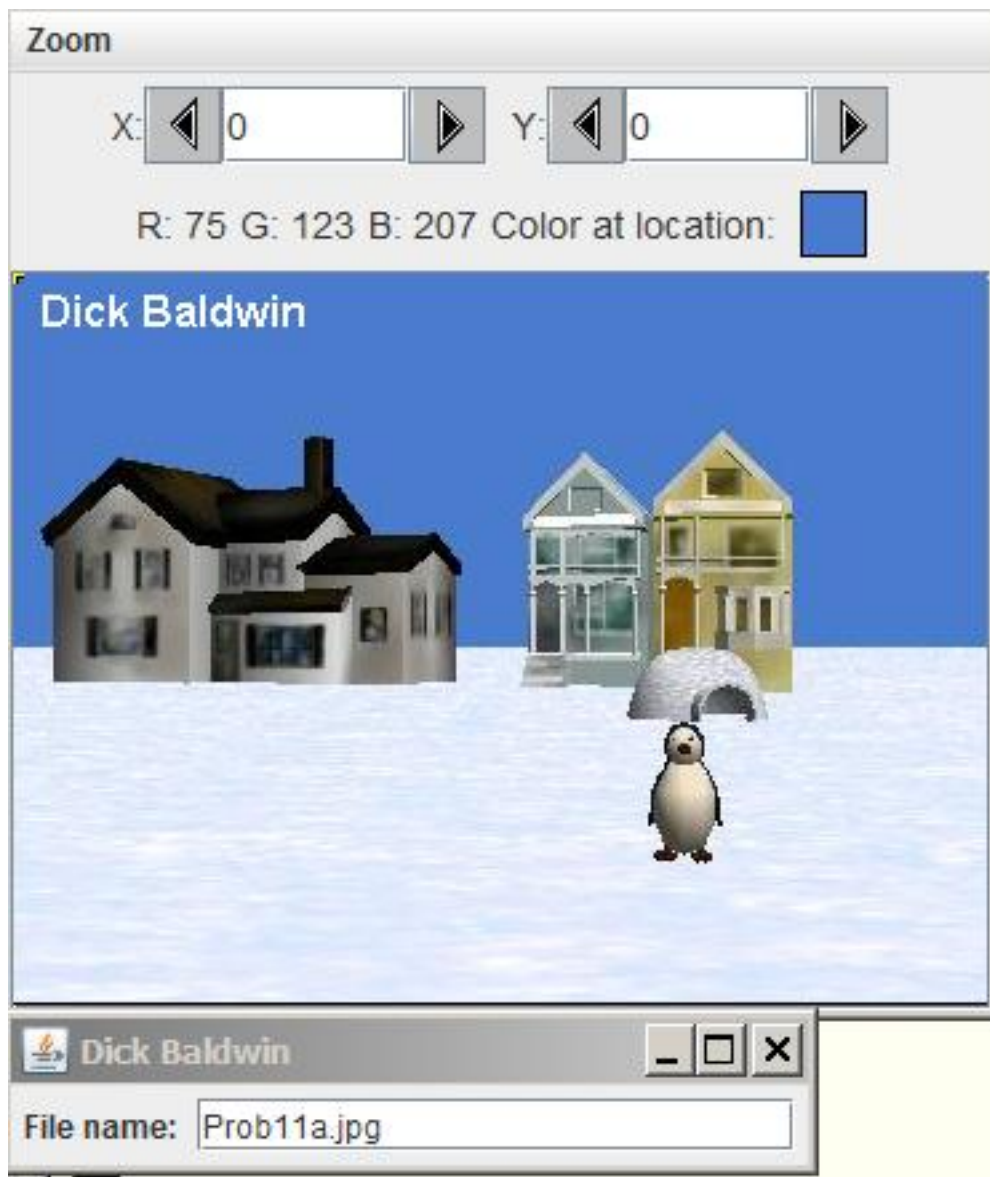 Zoom
X: 0 Y: 0
R: 75 G: 123 B: 207 Color at location:
Dick Baldwin
Dick Baldwin
File name: Prob11a.jpg